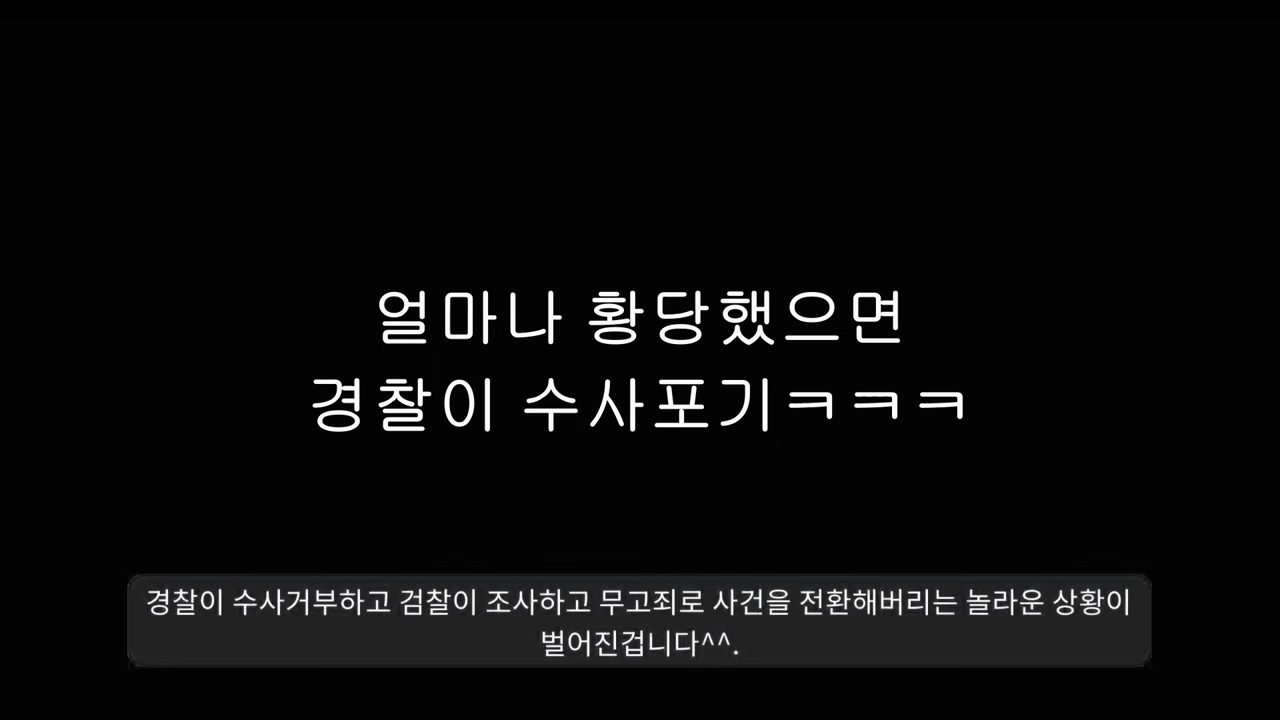 얼마나 황당했으면
경찰이 수사포기ㅋㅋㅋ
경찰이 수사거부하고 검찰이 조사하고 무고죄로 사건을 전환해버리는 놀라운 상황이
벌어진겁니다^^.